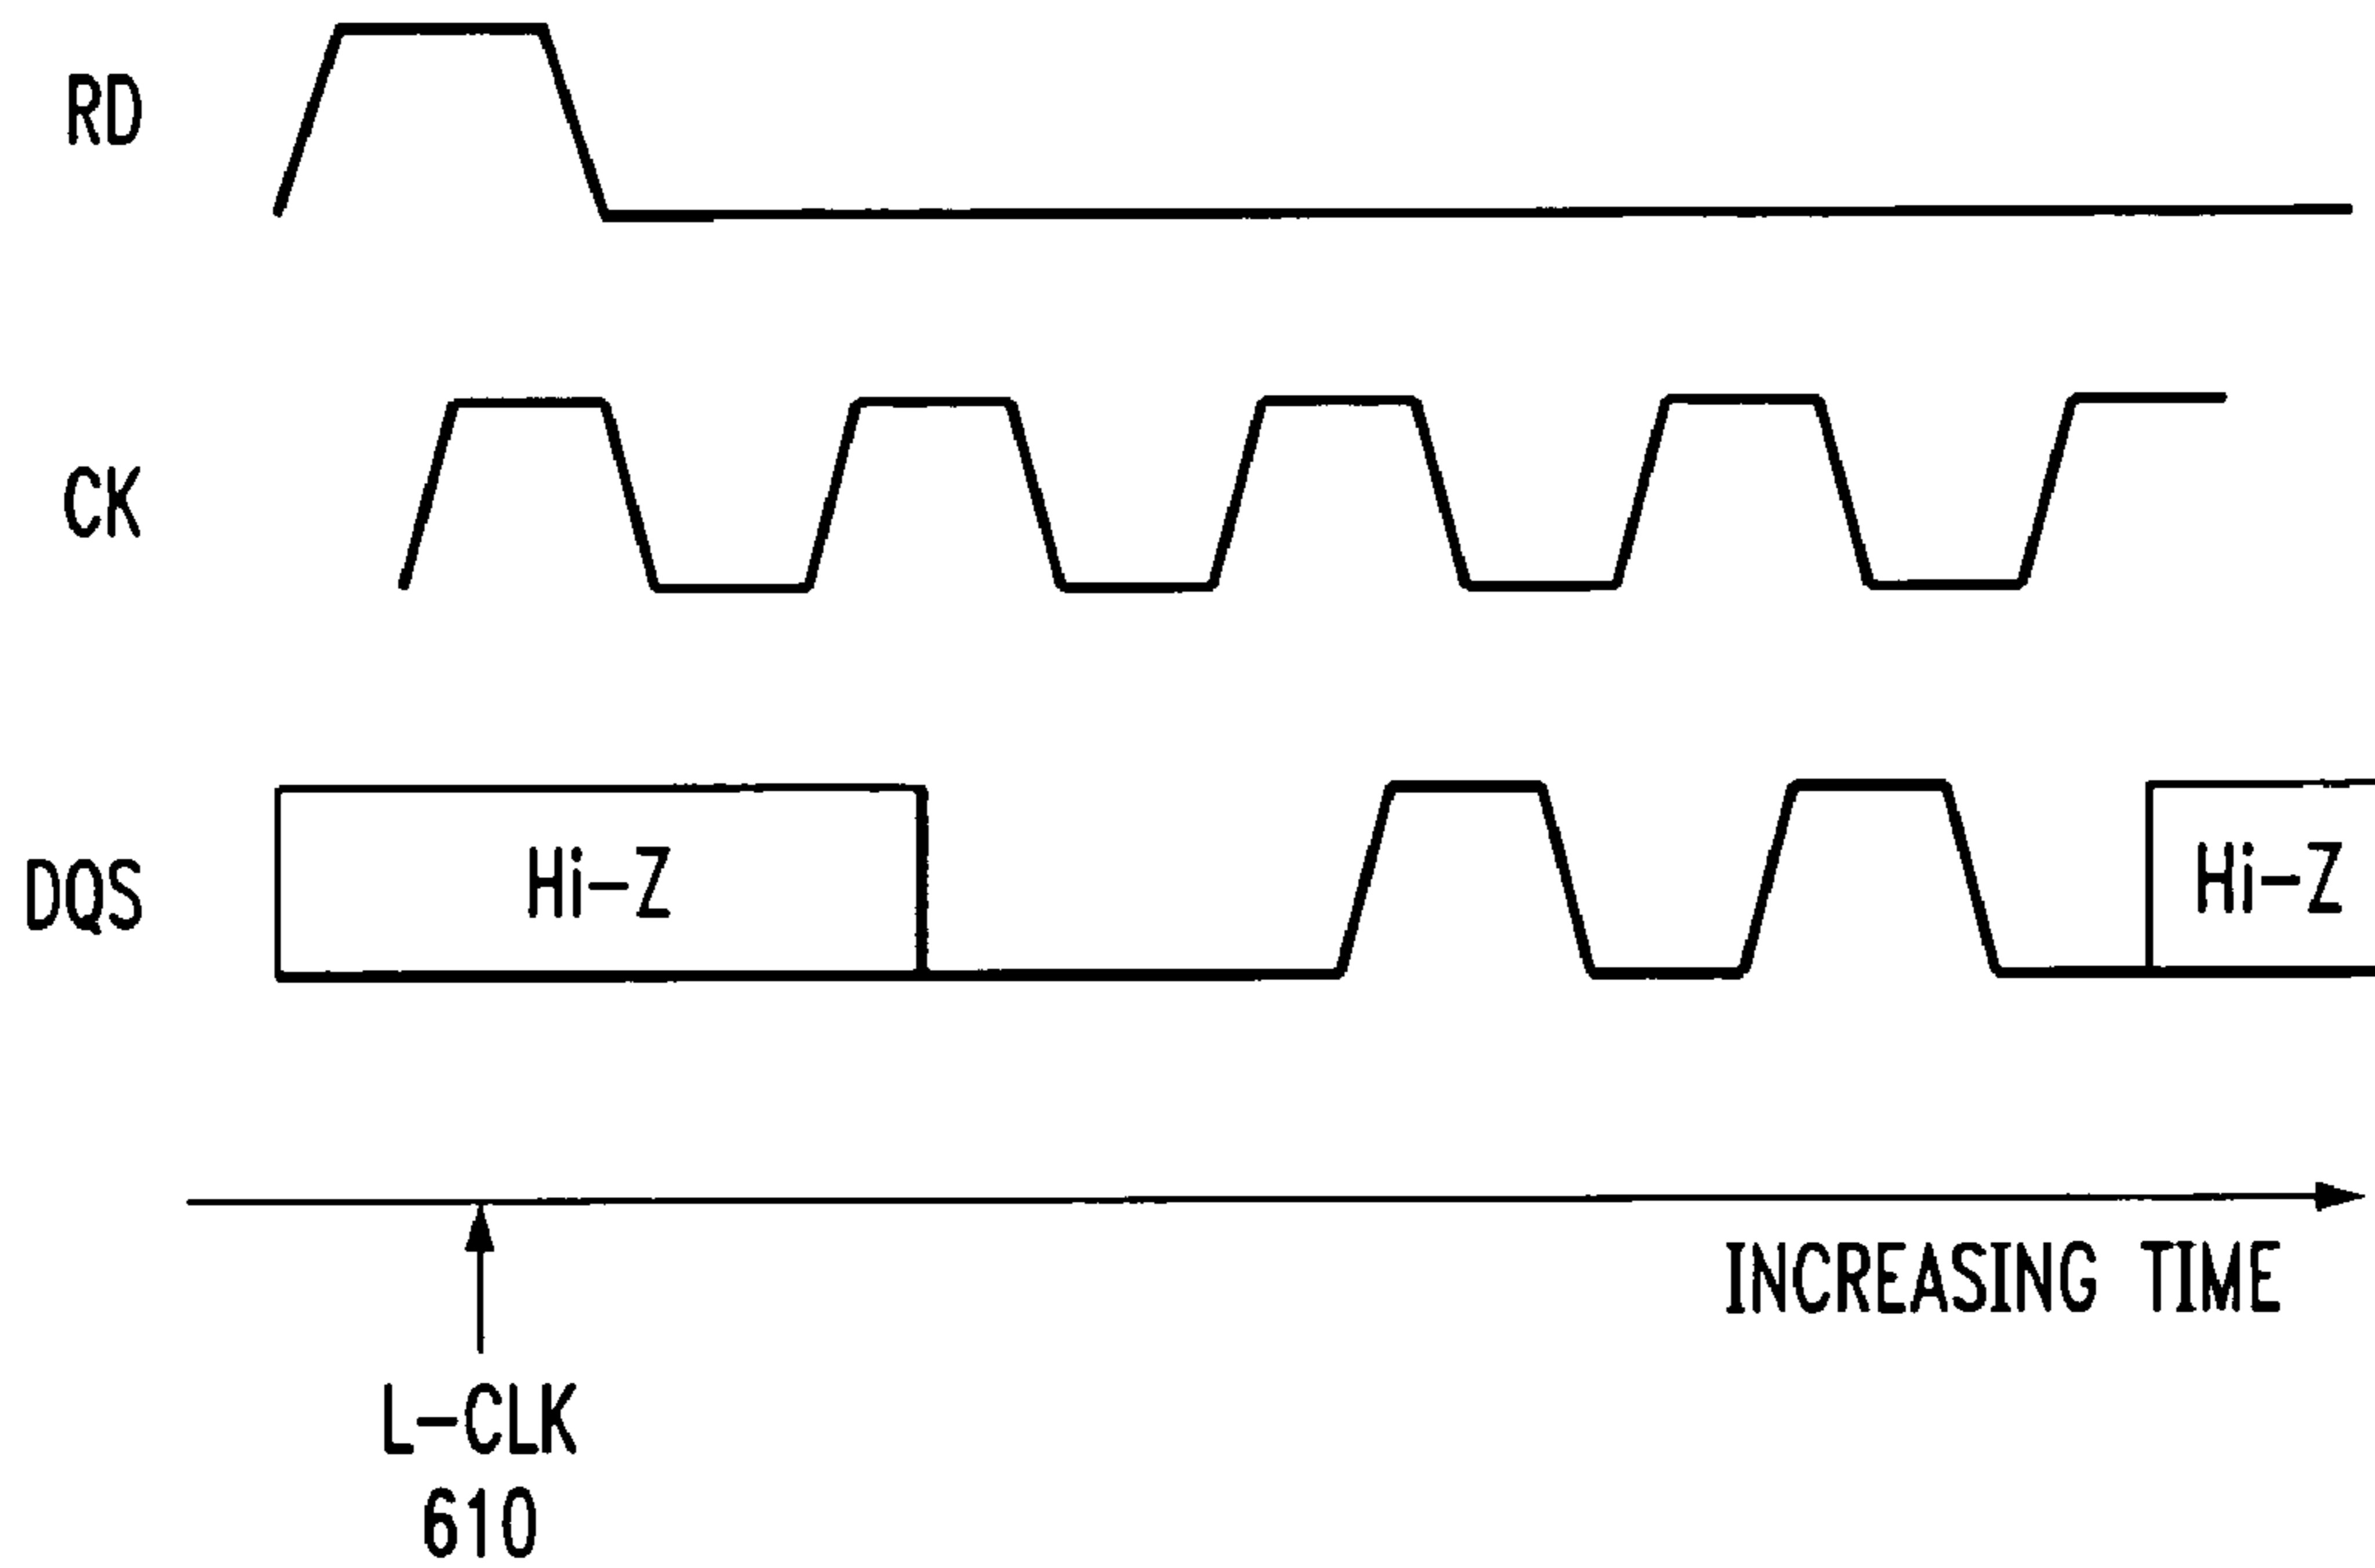 RD
CK
DQS
Hi-Z
Hi-Z
INCREASING TIME
L-CLK
610